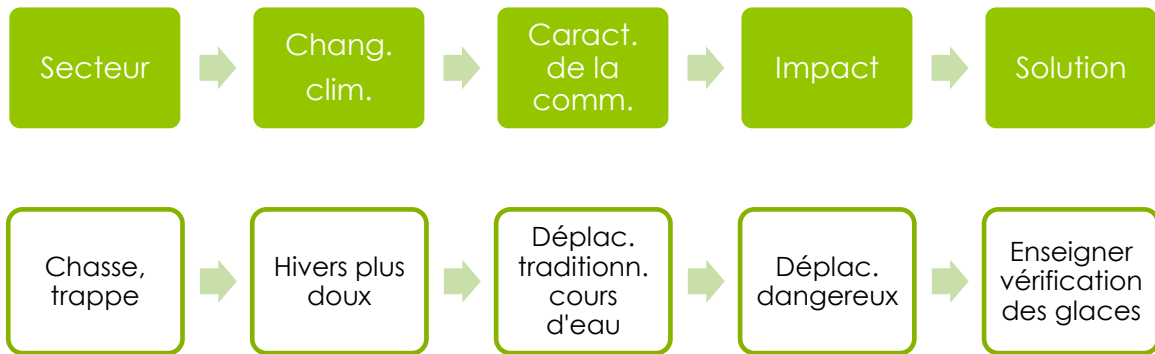 Secteur
Chang.
clim.
Caract.
de la
comm.
Impact
Solution
Chasse,
trappe
Hivers plus
doux
Déplac.
traditionn.
cours
d'eau
Déplac.
dangereux
Enseigner
vérification
des glaces